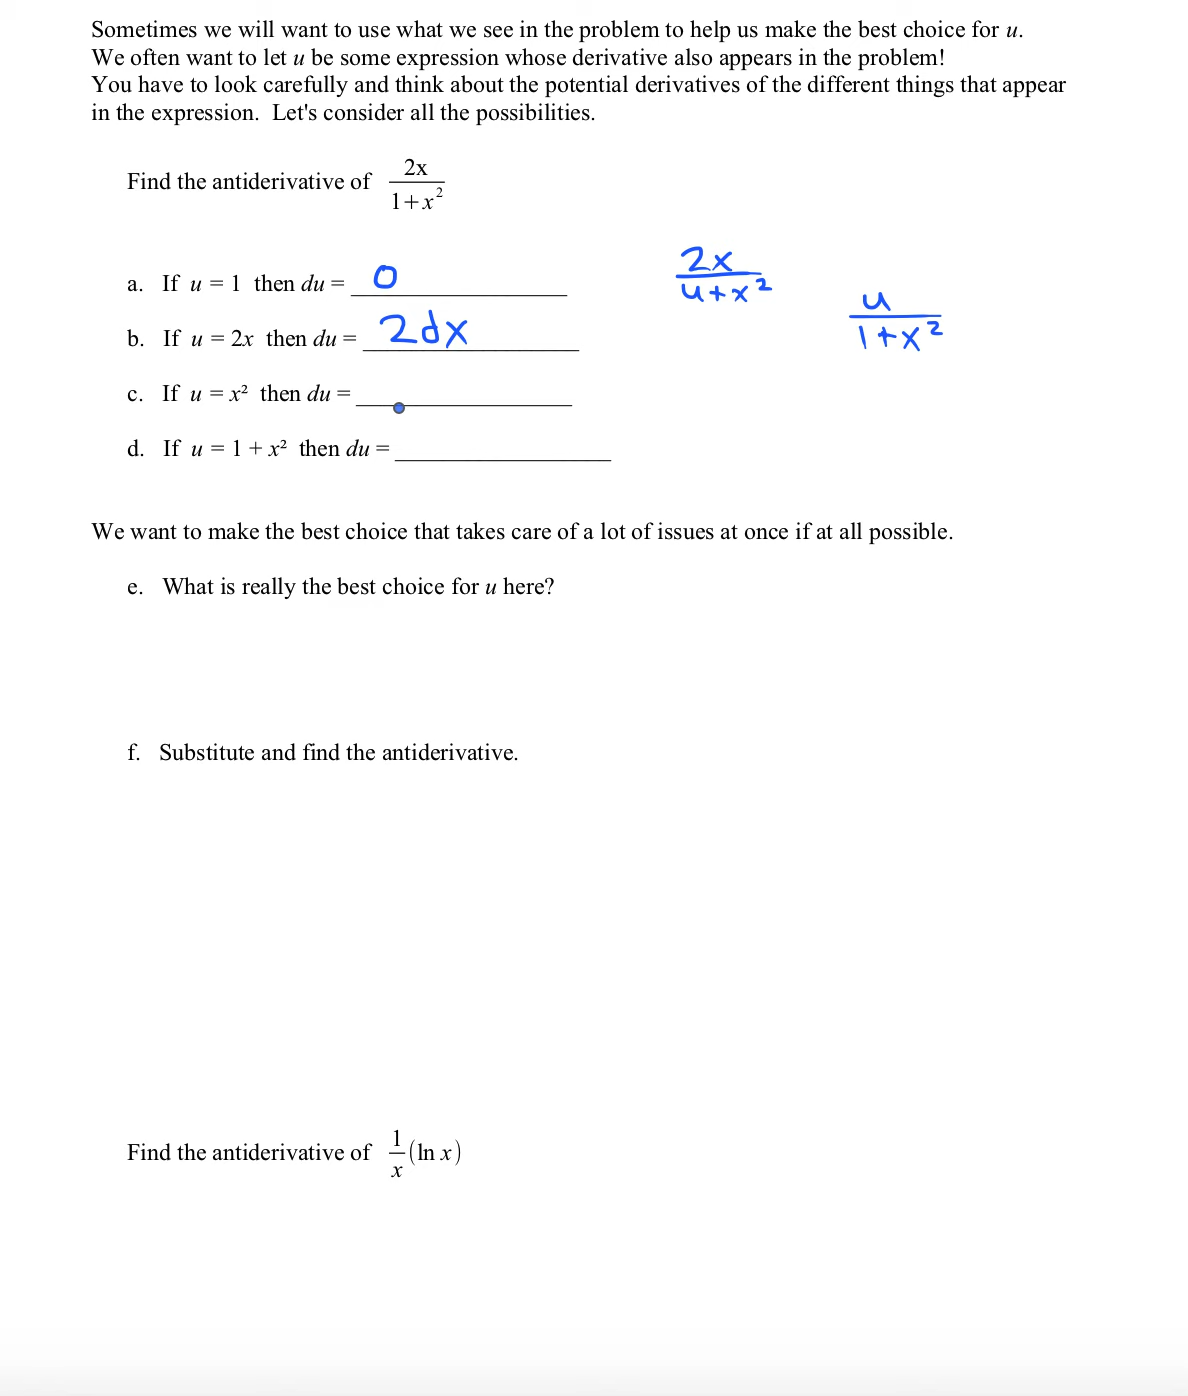 Sometimes we will want to use what we see in the problem to help us make the best choice for u.
We often want to let u be some expression whose derivative also appears in the problem!
You have to look carefully and think about the potential derivatives of the different things that appear
in the expression. Let's consider all the possibilities.
Find the antiderivative of 2x
1+x²
a. If u = 1 then du = 0
2x
u+x²
b. If u = 2x then du = 2dx
u
1+x²
c. If u = x² then du =
d. If u = 1 + x² then du =
We want to make the best choice that takes care of a lot of issues at once if at all possible.
e. What is really the best choice for u here?
f. Substitute and find the antiderivative.
Find the antiderivative of 1/x (ln x)